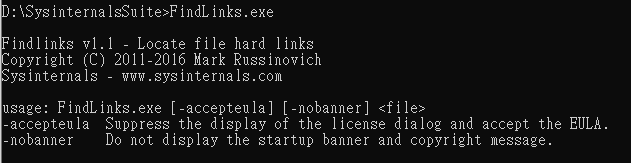 D:\SysinternalsSuite>FindLinks.exe
Findlinks v1.1 - Locate file hard links
Copyright (C) 2011-2016 Mark Russinovich
Sysinternals - www.sysinternals.com
usage: FindLinks.exe [-accepteula] [-nobanner] <file>
-accepteula  Suppress the display of the license dialog and accept the EULA.
-nobanner    Do not display the startup banner and copyright message.